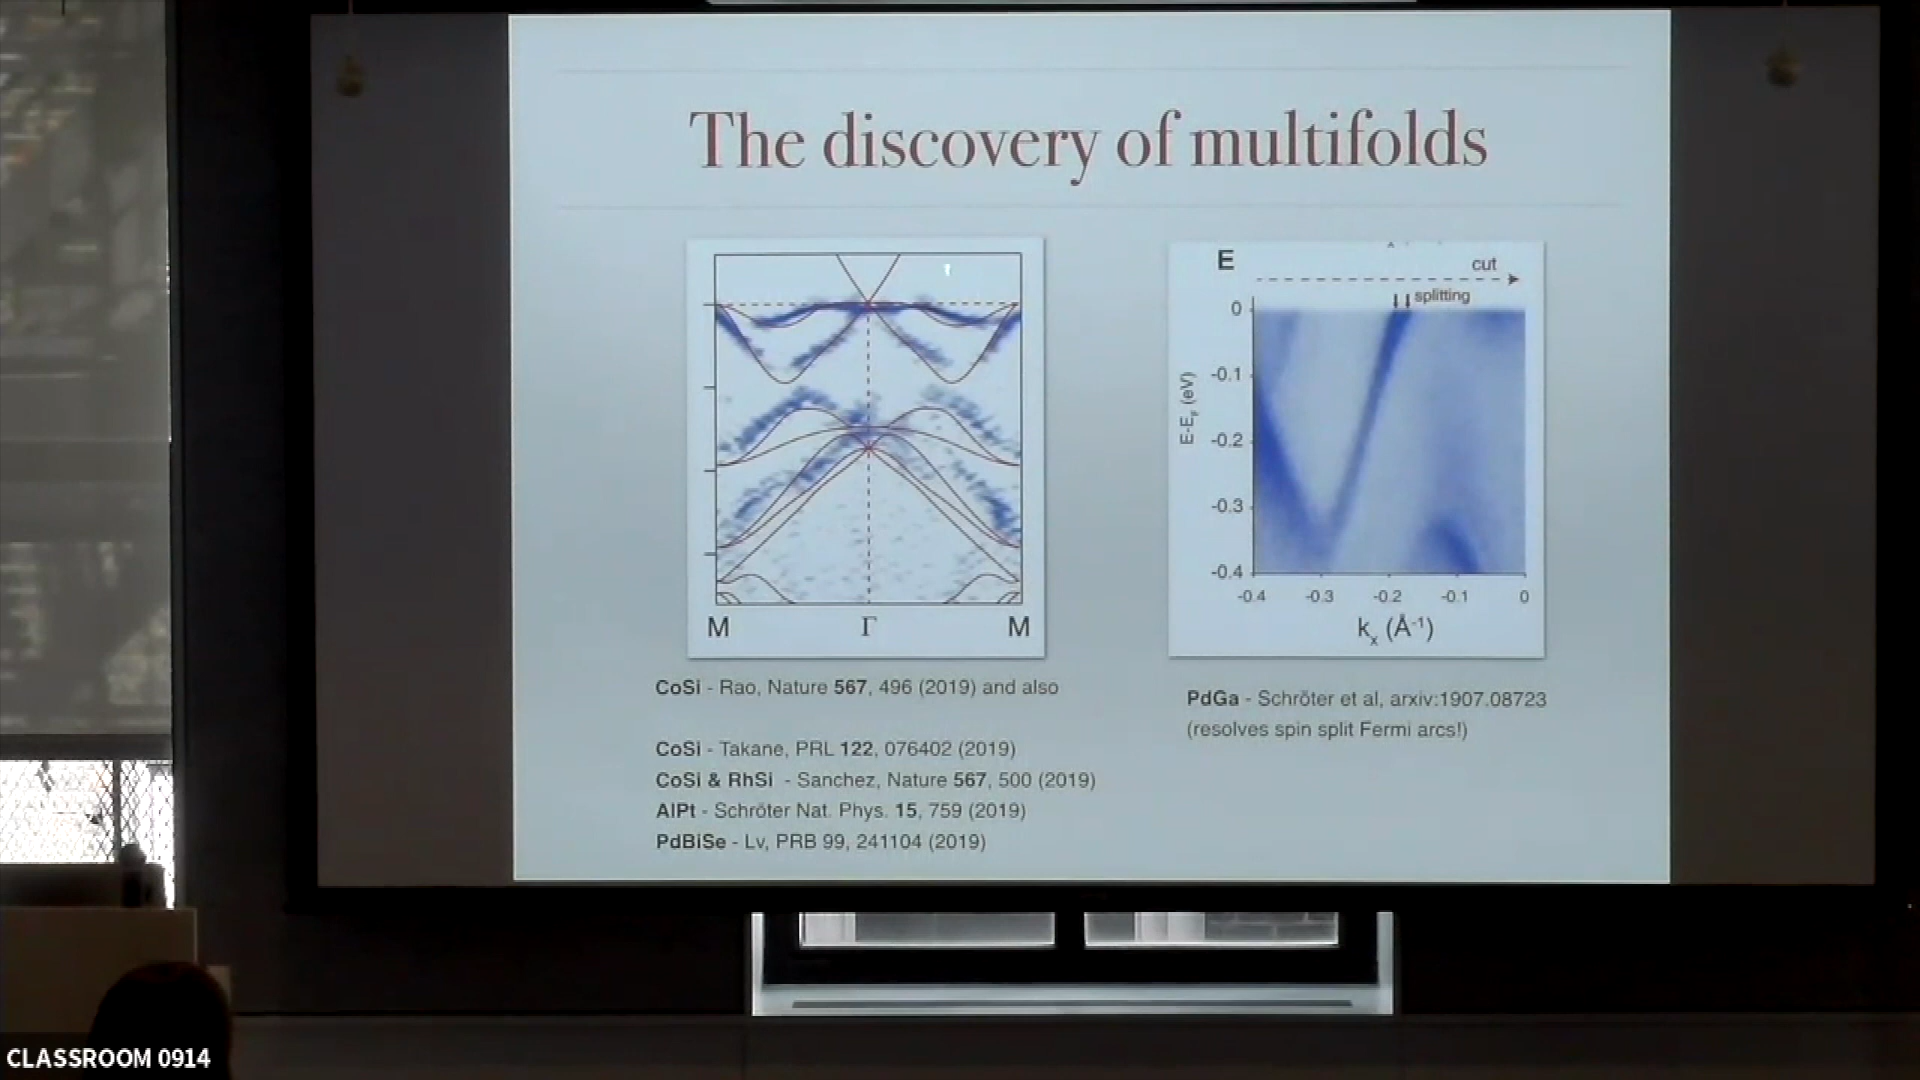 The discovery of multifolds
M Γ M
E
cut
splitting
0
-0.1
-0.2
-0.3
-0.4
E-EF (eV)
-0.4 -0.3 -0.2 -0.1 0
kx (Å-1)
CoSi - Rao, Nature 567, 496 (2019) and also
CoSi - Takane, PRL 122, 076402 (2019)
CoSi & RhSi - Sanchez, Nature 567, 500 (2019)
AlPt - Schröter Nat. Phys. 15, 759 (2019)
PdBiSe - Lv, PRB 99, 241104 (2019)
PdGa - Schröter et al, arxiv:1907.08723
(resolves spin split Fermi arcs!)
CLASSROOM 0914